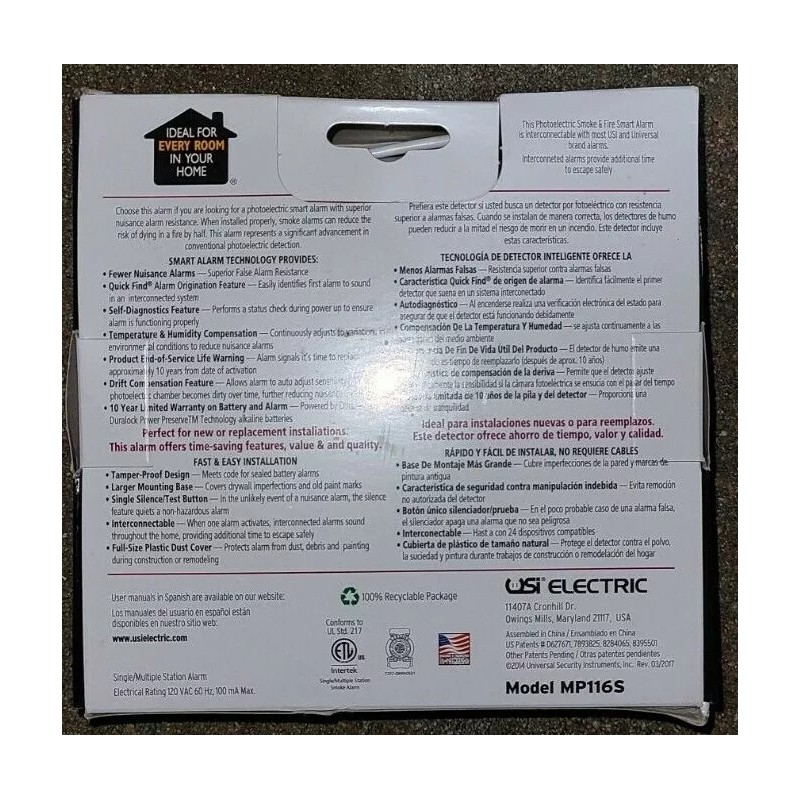 IDEAL FOR
EVERY ROOM
IN YOUR
HOME
®
This Photoelectric Smoke & Fire Smart Alarm
is interconnectable with most USI and Universal
brand alarms.
Interconneted alarms provide additional time
to escape safely
Choose this alarm if you are looking for a photoelectric smart alarm with superior
nuisance alarm resistance. When installed properly, smoke alarms can reduce the
risk of dying in a fire by half. This alarm represents a significant advancement in
conventional photoelectric detection.
SMART ALARM TECHNOLOGY PROVIDES:
• Fewer Nuisance Alarms — Superior False Alarm Resistance
• Quick Find® Alarm Origination Feature — Easily identifies first alarm to sound
in an interconnected system
• Self-Diagnostics Feature — Performs a status check during power up to ensure
alarm is functioning properly
• Temperature & Humidity Compensation — Continuously adjusts to variation, in
environmental conditions to reduce nuisance alarms
• Product End-of-Service Life Warning — Alarm signals it's time to replace
approximately 10 years from date of activation
• Drift Compensation Feature — Allows alarm to auto adjust
photoelectric chamber becomes dirty over time, further reducing
• 10 Year Limited Warranty on Battery and Alarm — Powered by
Duralock Power Preserve™ Technology alkaline batteries
Perfect for new or replacement installations.
This alarm offers time-saving features, value & and quality.
FAST & EASY INSTALLATION
• Tamper-Proof Design — Meets code for sealed battery alarms
• Larger Mounting Base — Covers drywall imperfections and old paint marks
• Single Silence/Test Button — in the unlikely event of a nuisance alarm, the silence
feature quiets a non-hazardous alarm
• Interconnectable — When one alarm activates, interconnected alarms sound
throughout the home, providing additional time to escape safely
• Full-Size Plastic Dust Cover — Protects alarm from dust, debris and painting
during construction or remodeling
Prefiera este detector si usted busca un detector por fotoeléctrico con resistencia
superior a alarmas falsas. Cuando se instalan de manera correcta, los detectores de humo
pueden reducir a la mitad el riesgo de morir en un incendio. Este detector incluye
estas características.
TECNOLOGÍA DE DETECTOR INTELIGENTE OFRECE LA
• Menos Alarmas Falsas — Resistencia superior contra alarmas falsas
• Característica Quick Find® de origen de alarma — Identifica fácilmente el primer
detector que suena en un sistema interconectado
• Autodiagnóstico — Al encenderse realiza una verificación electrónica del estado para
asegurar de que el detector está funcionando debidamente
• Compensación De La Temperatura Y Humedad — se ajusta continuamente a las
del medio ambiente
De Fin De Vida Útil Del Producto — El detector de humo emite una
es tiempo de reemplazarlo (después de aprox. 10 años)
de compensación de la deriva — Permite que el detector ajuste
la sensibilidad si la cámara fotoeléctrica se ensucia con el pasar del tiempo
limitada de 10 años de la pila y del detector — Proporciona una
tranquilidad
Ideal para instalaciones nuevas o para reemplazos.
Este detector ofrece ahorro de tiempo, valor y calidad.
RÁPIDO Y FÁCIL DE INSTALAR, NO REQUIERE CABLES
• Base De Montaje Más Grande — Cubre imperfecciones de la pared y marcas de
pintura antigua
• Característica de seguridad contra manipulación indebida — Evita remoción
no autorizada del detector
• Botón único silenciador/prueba — En el poco probable caso de una alarma falsa,
el silenciador apaga una alarma que no sea peligrosa
• Interconnectable — Hast a con 24 dispositivos compatibles
• Cubierta de plástico de tamaño natural — Protege el detector contra el polvo,
la suciedad y pintura durante trabajos de construcción o remodelación del hogar
User manuals in Spanish are available on our website:
Los manuales del usuario en español están
disponibles en nuestro sitio web:
www.usielectric.com
Single/Multiple Station Alarm
Electrical Rating 120 VAC 60 Hz, 100 mA Max.
100% Recyclable Package
Conforms to
UL Std. 217
ETL
Intertek
Single/Multiple Station
Smoke Alarm
USI® ELECTRIC
11407A Cronhill Dr.
Owings Mills, Maryland 21117, USA
Assembled in China / Ensamblado en China
US Patents # D627671, 7893825, 8284065, 8395501
Other Patents Pending / Otras patentes pendientes
©2014 Universal Security Instruments, Inc. Rev. 03/2017
Model MP116S